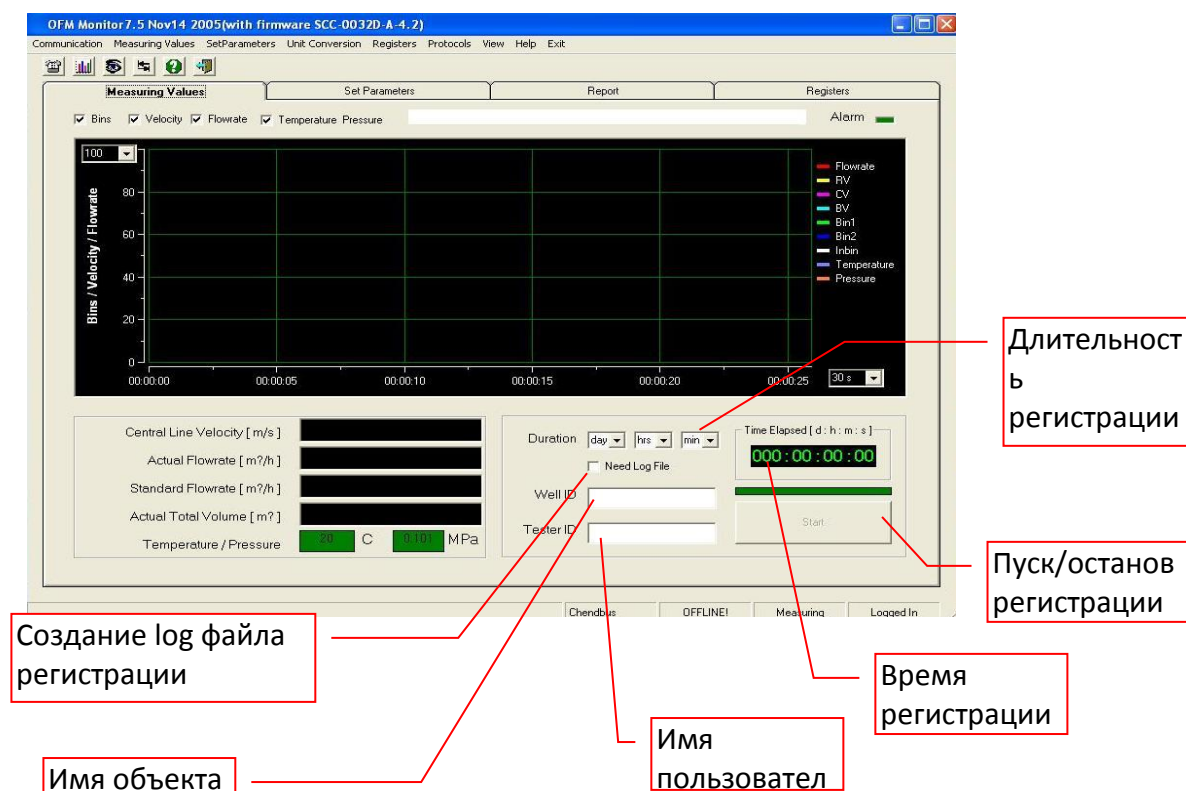 OFM Monitor7.5 Nov14 2005(with firmware SCC-0032D-A-4.2)
Communication Measuring Values SetParameters Unit Conversion Registers Protocols View Help Exit
Measuring Values Set Parameters Report Registers
Bins Velocity Flowrate Temperature Pressure Alarm
100
80
60
40
20
0
Bins / Velocity / Flowrate
Flowrate
RV
CV
BV
Bin1
Bin2
Inbin
Temperature
Pressure
00:00:00 00:00:05 00:00:10 00:00:15 00:00:20 00:00:25 30 s
Central Line Velocity [ m/s ]
Actual Flowrate [ m?/h ]
Standard Flowrate [ m?/h ]
Actual Total Volume [ m? ]
Temperature / Pressure 20 C 0.101 MPa
Duration day hrs min
Need Log File
Well ID
Tester ID
Time Elapsed [ d : h : m : s ]
000:00:00:00
Start
Chendbus OFFLINE! Measuring Logged In
Длительност
ь
регистрации
Пуск/останов
регистрации
Создание log файла
регистрации
Время
регистрации
Имя
пользовател
Имя объекта